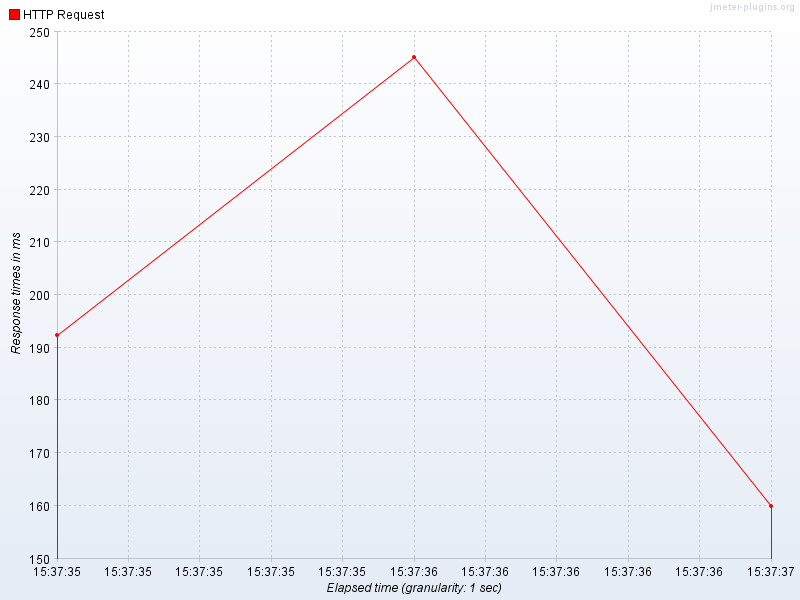 jmeter-plugins.org
HTTP Request
250
240
230
220
210
200
190
180
170
160
150
Response times in ms
15:37:35 15:37:35 15:37:35 15:37:35 15:37:35 15:37:36 15:37:36 15:37:36 15:37:36 15:37:36 15:37:37
Elapsed time (granularity: 1 sec)